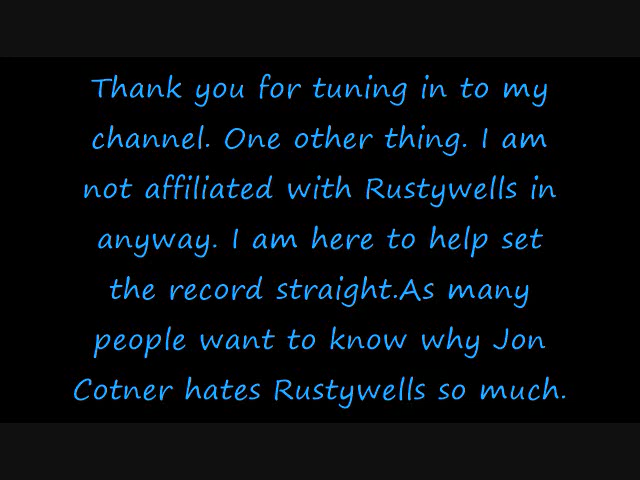 Thank you for tuning in to my
channel. One other thing. I am
not affiliated with Rustywells in
anyway. I am here to help set
the record straight.As many
people want to know why Jon
Cotner hates Rustywells so much.